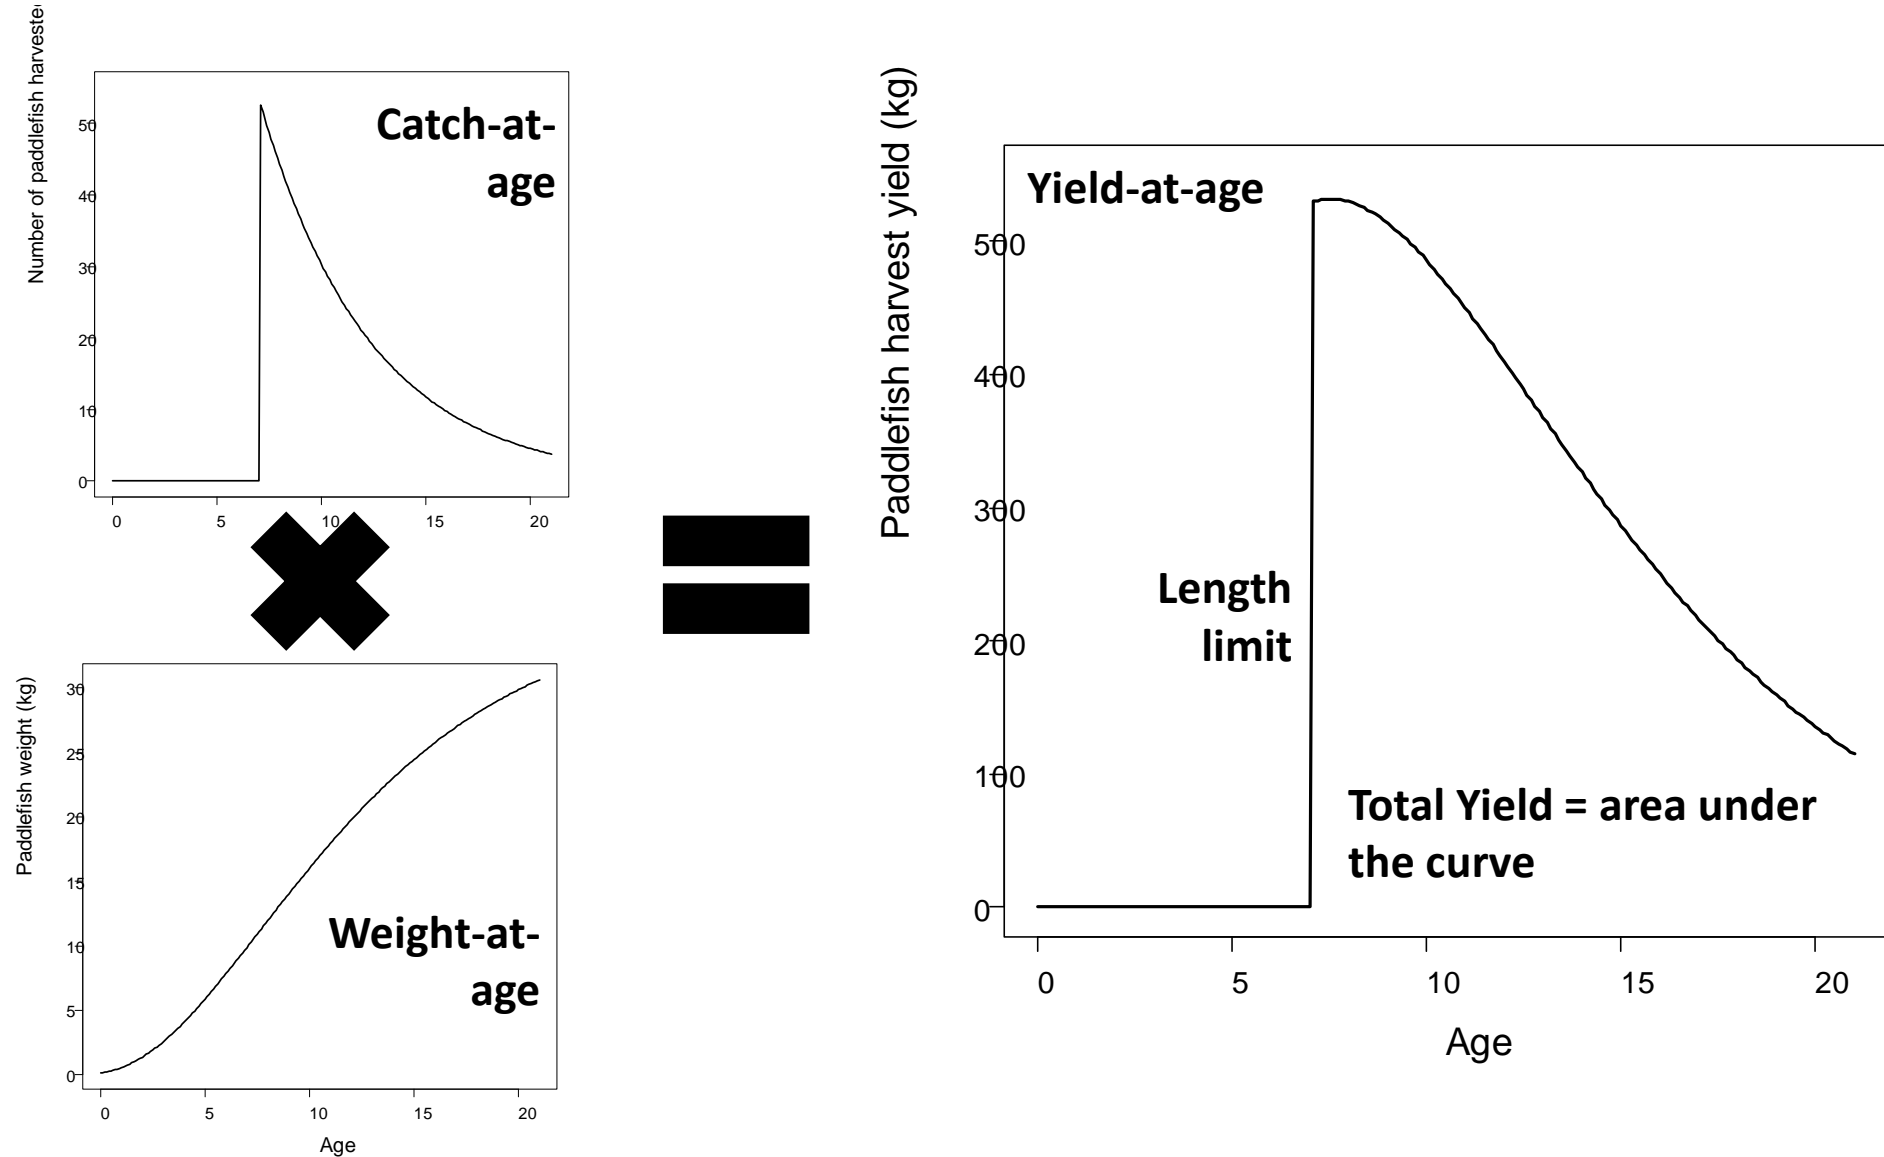 Number of paddlefish harveste
Catch-at-
age
50
40
30
20
10
0
0 5 10 15 20
Paddlefish weight (kg)
30
25
20
15
10
5
0
Weight-at-
age
0 5 10 15 20
Age
Paddlefish harvest yield (kg)
Yield-at-age
500
400
300
200
100
0
Length
limit
Total Yield = area under
the curve
0 5 10 15 20
Age